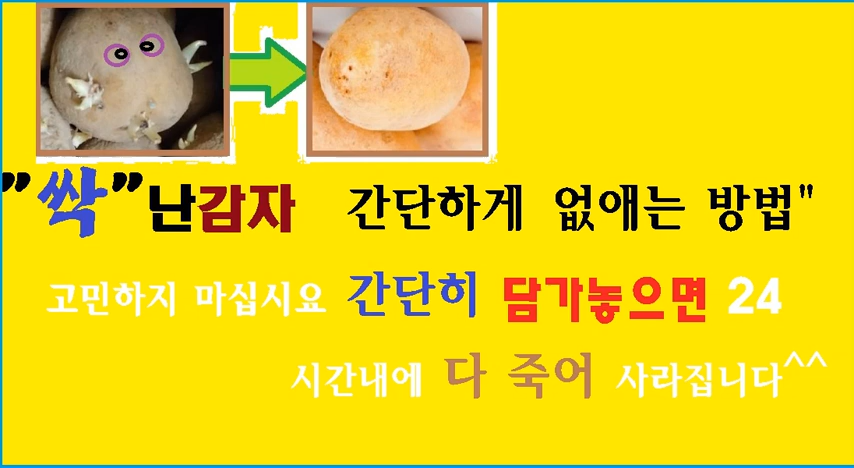 "싹"난감자 간단하게 없애는 방법"
고민하지 마십시요 간단히 담가놓으면 24
시간내에 다 죽어 사라집니다^^